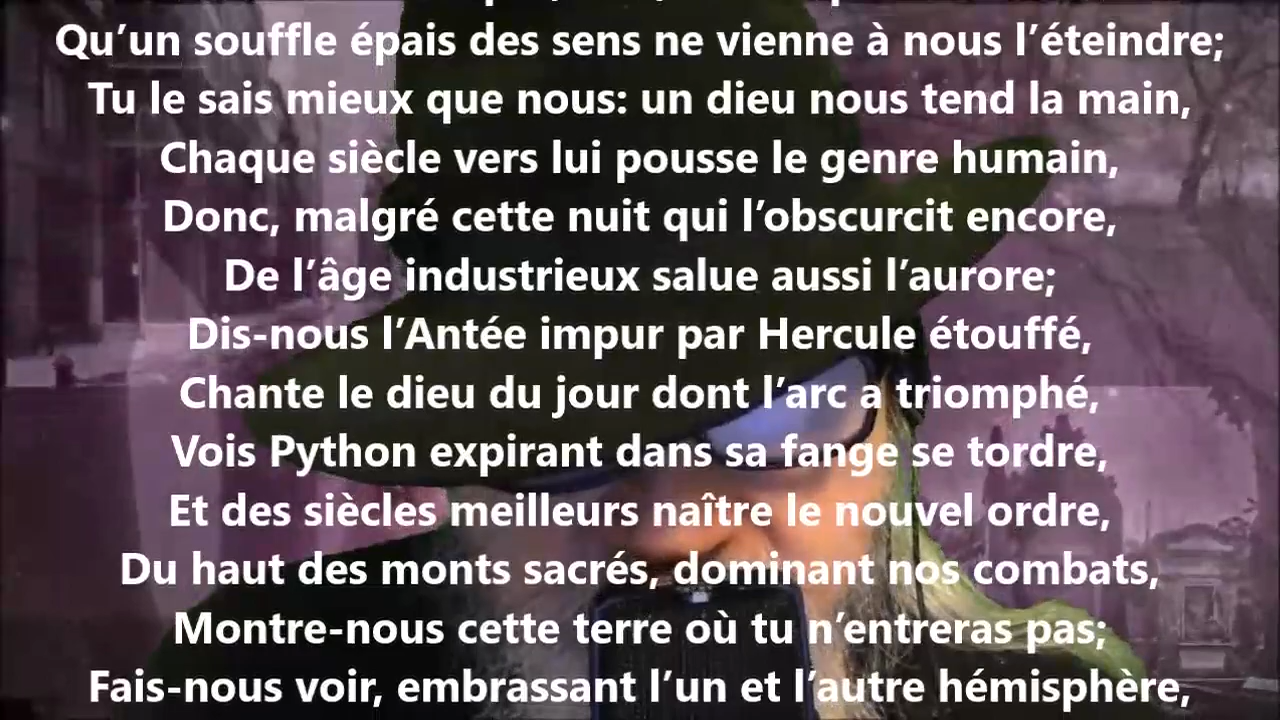 Qu’un souffle épais des sens ne vienne à nous l’éteindre;
Tu le sais mieux que nous: un dieu nous tend la main,
Chaque siècle vers lui pousse le genre humain,
Donc, malgré cette nuit qui l’obscurcit encore,
De l’âge industrieux salue aussi l’aurore;
Dis-nous l’Antée impur par Hercule étouffé,
Chante le dieu du jour dont l’arc a triomphé,
Vois Python expirant dans sa fange se tordre,
Et des siècles meilleurs naître le nouvel ordre,
Du haut des monts sacrés, dominant nos combats,
Montre-nous cette terre où tu n’entreras pas;
Fais-nous voir, embrassant l’un et l’autre hémisphère,